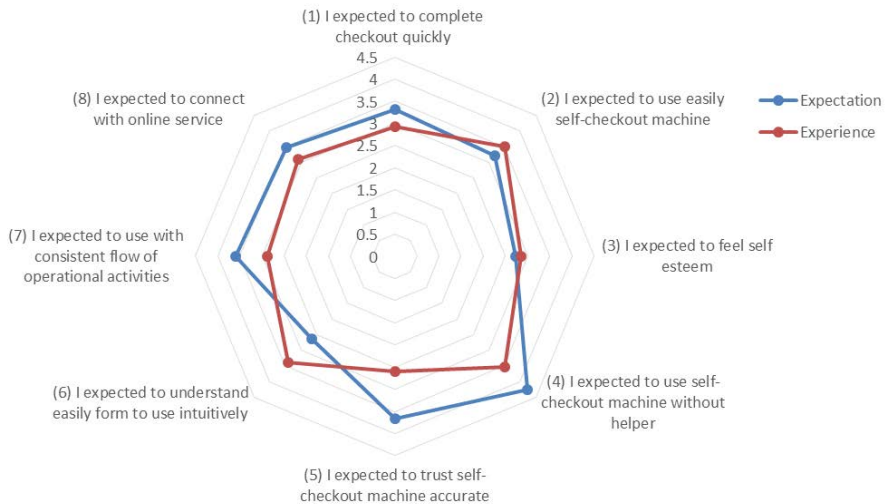 (1) I expected to complete
checkout quickly
4.5
4
3.5
3
2.5
2
1.5
1
0.5
0
(2) I expected to use easily
self-checkout machine
(3) I expected to feel self
esteem
(4) I expected to use self-
checkout machine without
helper
(5) I expected to trust self-
checkout machine accurate
(6) I expected to understand
easily form to use intuitively
(7) I expected to use with
consistent flow of
operational activities
(8) I expected to connect
with online service
Expectation
Experience